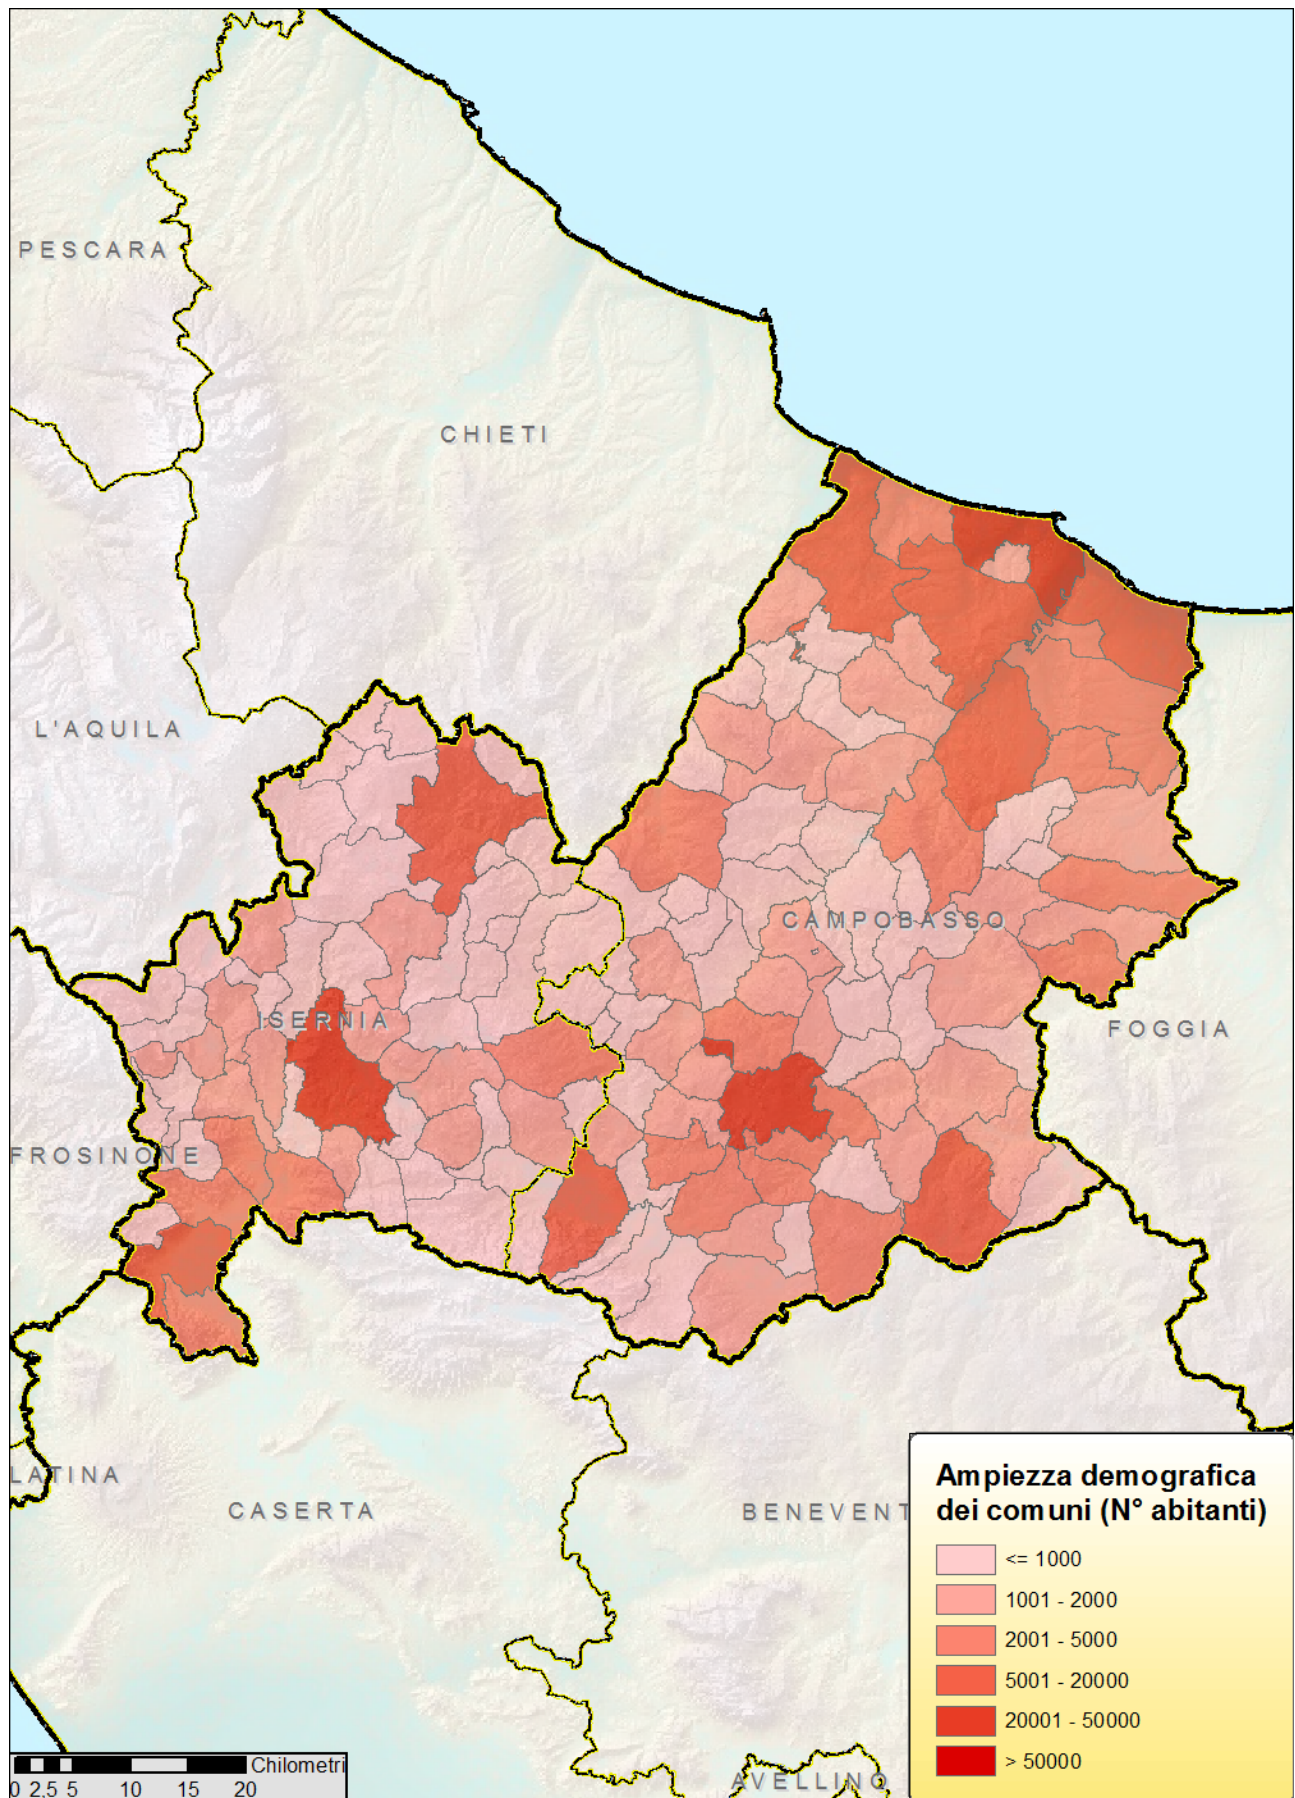 PESCARA
CHIETI
L'AQUILA
CAMPOBASSO
ISERNIA
FOGGIA
FROSINONE
LATINA
CASERTA
BENEVENT
AVELLINO
Ampiezza demografica
dei comuni (N° abitanti)
<= 1000
1001 - 2000
2001 - 5000
5001 - 20000
20001 - 50000
> 50000
Chilometri
0 2,5 5 10 15 20